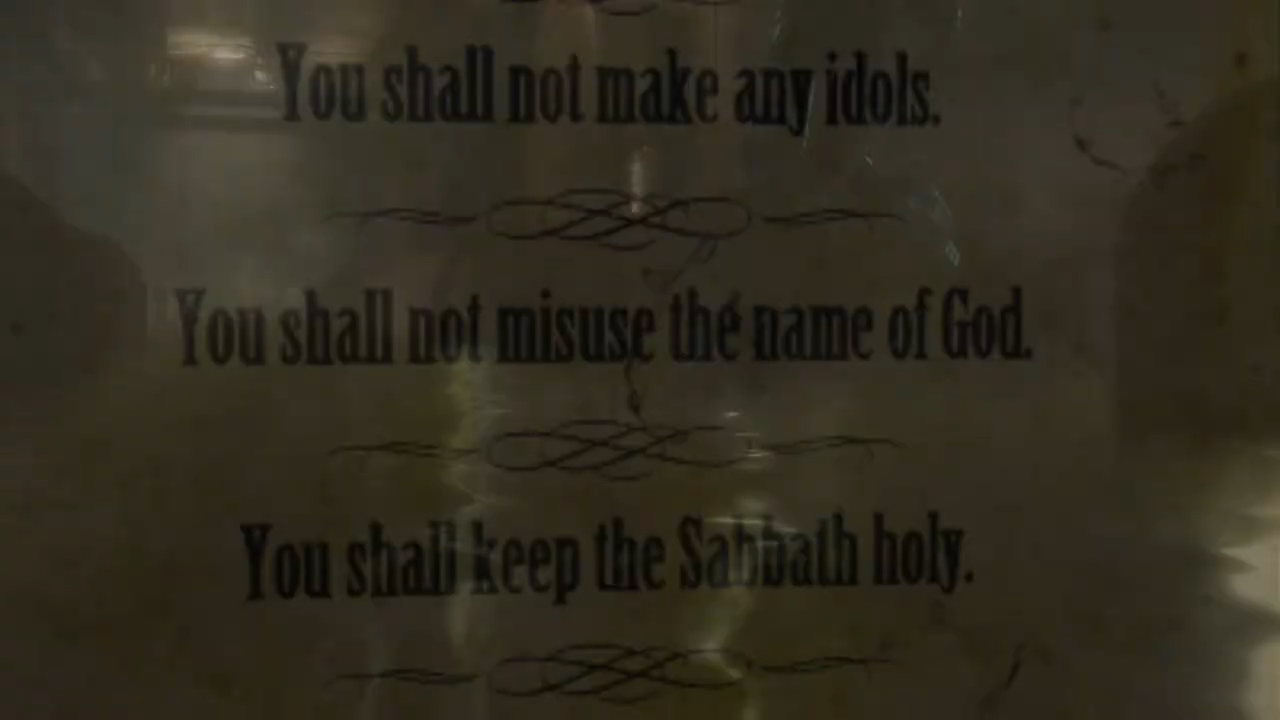 You shall not make any idols.
You shall not misuse the name of God.
You shall keep the Sabbath holy.